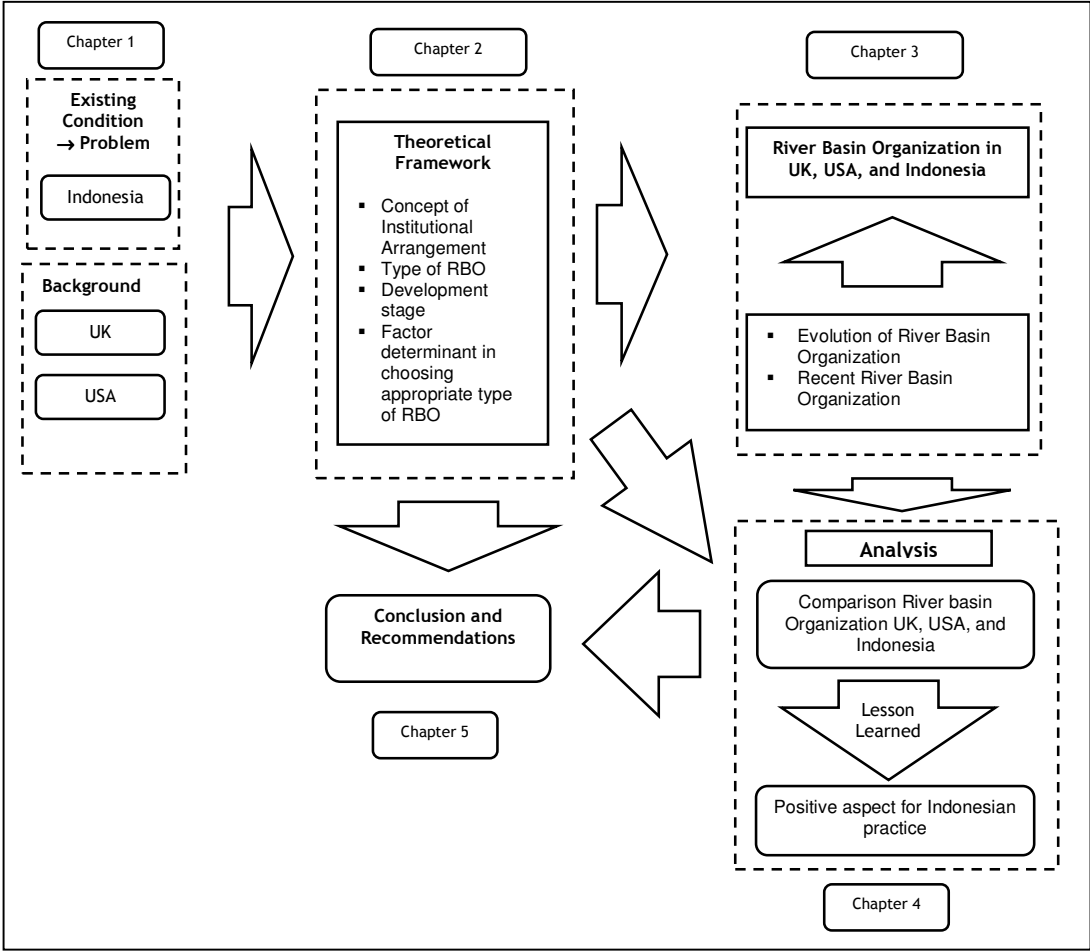 Chapter 1
Existing
Condition
→ Problem
Indonesia
Background
UK
USA
Chapter 2
Theoretical
Framework
▪ Concept of
Institutional
Arrangement
▪ Type of RBO
▪ Development
stage
▪ Factor
determinant in
choosing
appropriate type
of RBO
Chapter 3
River Basin Organization in
UK, USA, and Indonesia
▪ Evolution of River Basin
Organization
▪ Recent River Basin
Organization
Analysis
Comparison River basin
Organization UK, USA, and
Indonesia
Lesson
Learned
Positive aspect for Indonesian
practice
Chapter 4
Conclusion and
Recommendations
Chapter 5